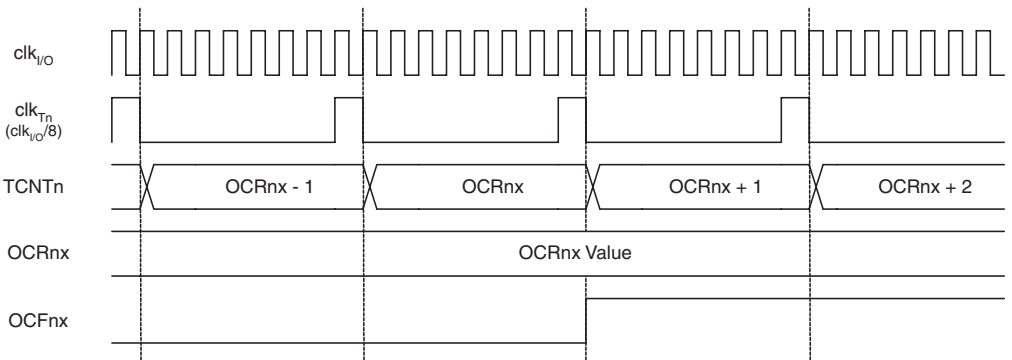 clkI/O
clkTn
(clkI/O/8)
TCNTn
OCRnx - 1
OCRnx
OCRnx + 1
OCRnx + 2
OCRnx
OCRnx Value
OCFnx